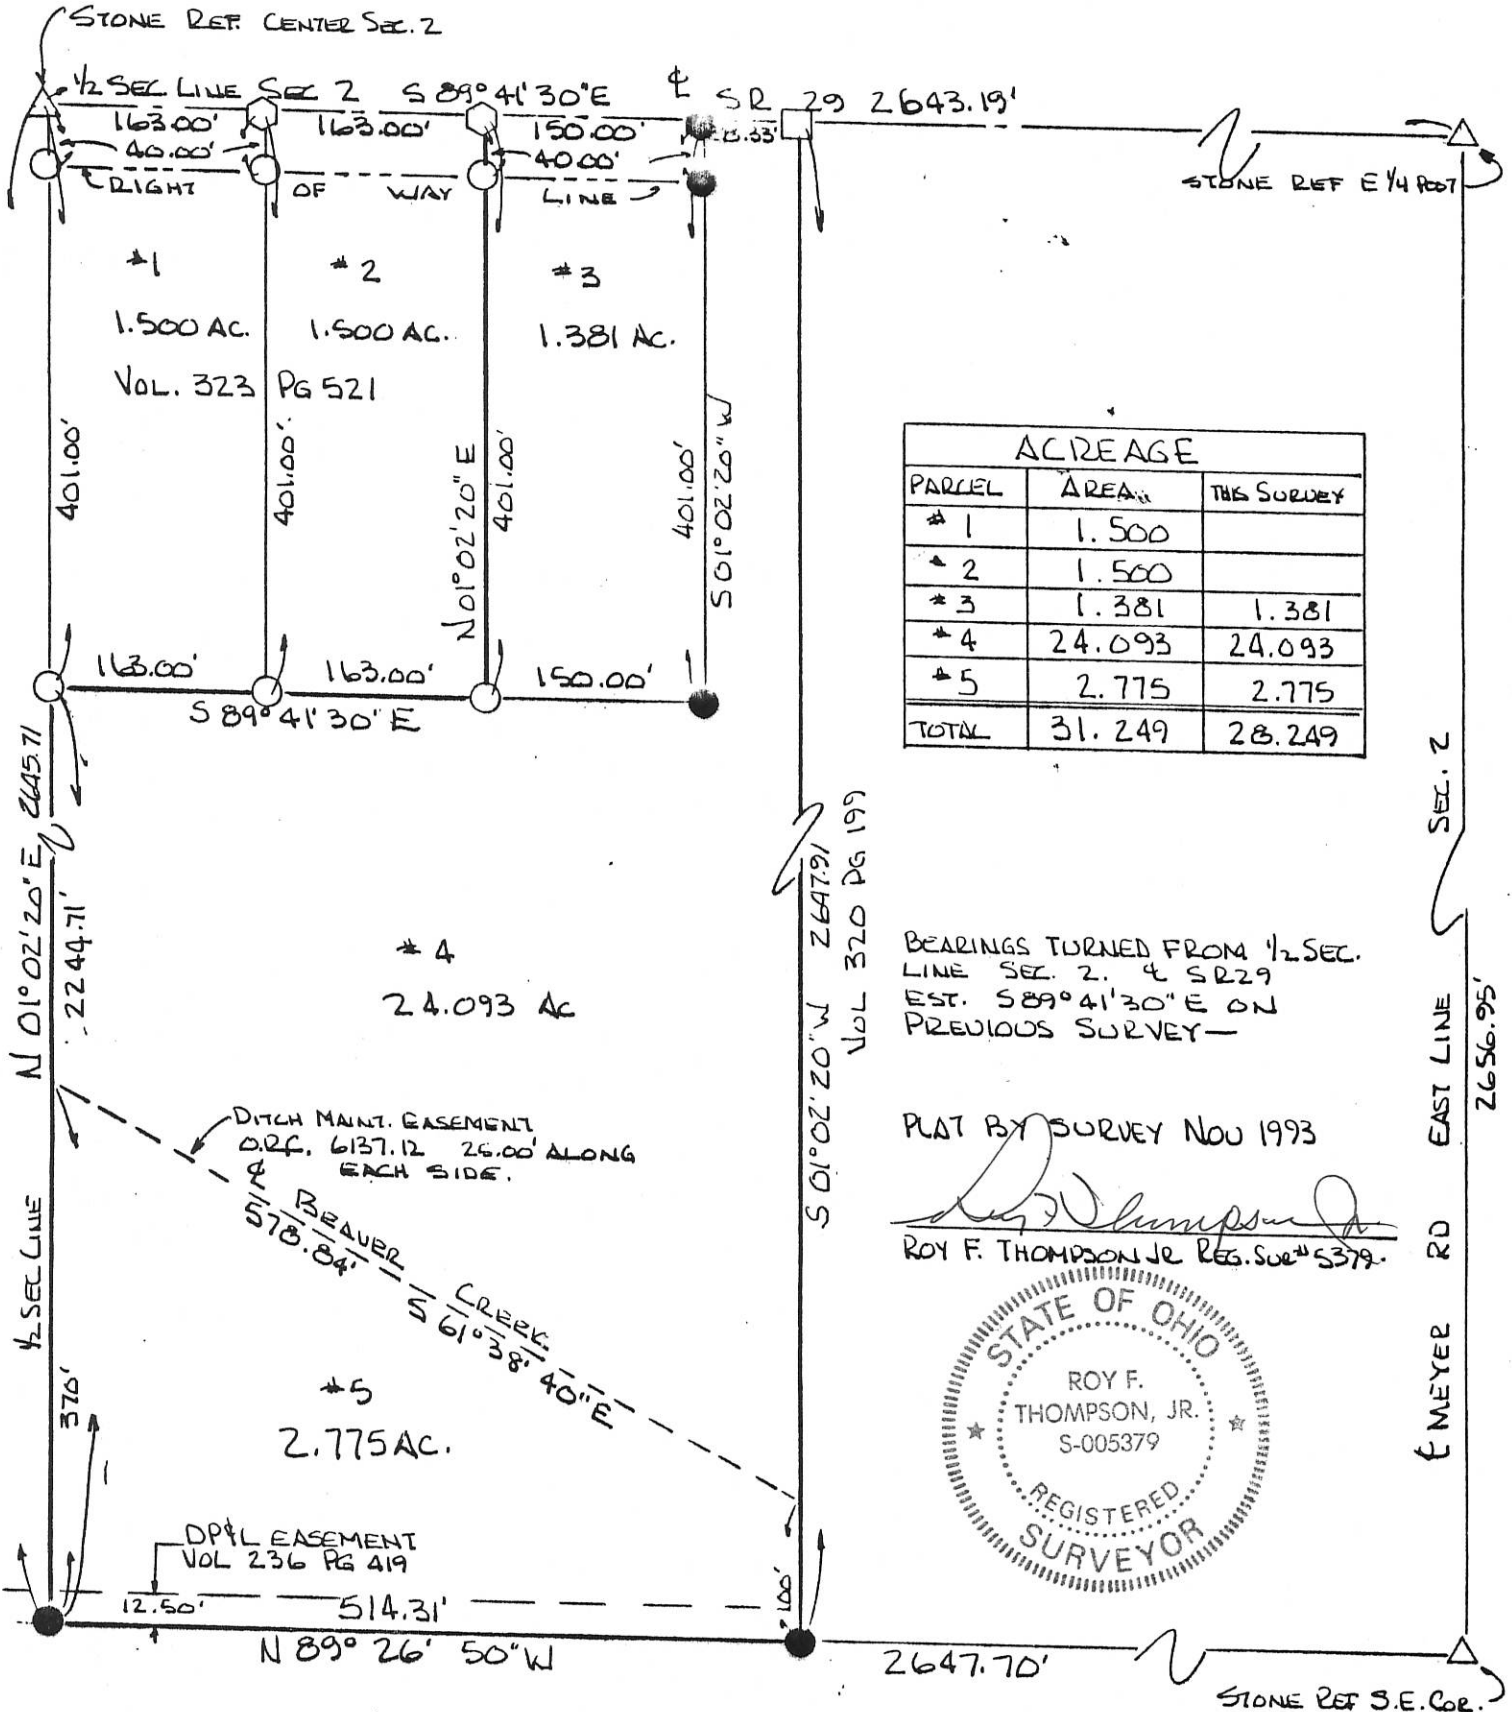 STONE REF. CENTER SEC. 2
1/2 SEC LINE SEC 2 S 89° 41' 30" E ℄ SR 29 2643.19'
163.00' 163.00' 150.00'
40.00' 40.00'
RIGHT OF WAY LINE
STONE REF E 1/4 POST
#1 #2 #3
1.500 AC. 1.500 AC. 1.381 AC.
VOL. 323 PG 521
401.00'
401.00'
N 01° 02' 20" E
401.00'
401.00'
S 01° 02' 20" W
163.00' 163.00' 150.00'
S 89° 41' 30" E
ACREAGE
PARCEL AREA THIS SURVEY
#1 1.500
#2 1.500
#3 1.381 1.381
#4 24.093 24.093
#5 2.775 2.775
TOTAL 31.249 28.249
N 01° 02' 20" E 2645.71
2244.71'
1/2 SEC LINE
370'
#4
24.093 AC
DITCH MAINT. EASEMENT
O.R.C. 6137.12 25.00' ALONG
EACH SIDE.
℄ BEAVER CREEK
578.84' S 61° 38' 40" E
#5
2.775 AC.
DP&L EASEMENT
VOL 236 PG 419
12.50' 514.31'
100'
N 89° 26' 50" W
S 01° 02' 20" W 2647.91
VOL 320 PG 199
BEARINGS TURNED FROM 1/2 SEC.
LINE SEC. 2. ℄ SR29
EST. S89°41'30"E ON
PREVIOUS SURVEY—
PLAT BY SURVEY NOV 1993
Roy F Thompson Jr.
ROY F. THOMPSON JR REG. SUR #5379.
STATE OF OHIO
ROY F.
THOMPSON, JR.
S-005379
REGISTERED
SURVEYOR
℄ MEYER RD EAST LINE SEC. 2
2656.95'
2647.70'
STONE REF S.E. COR.